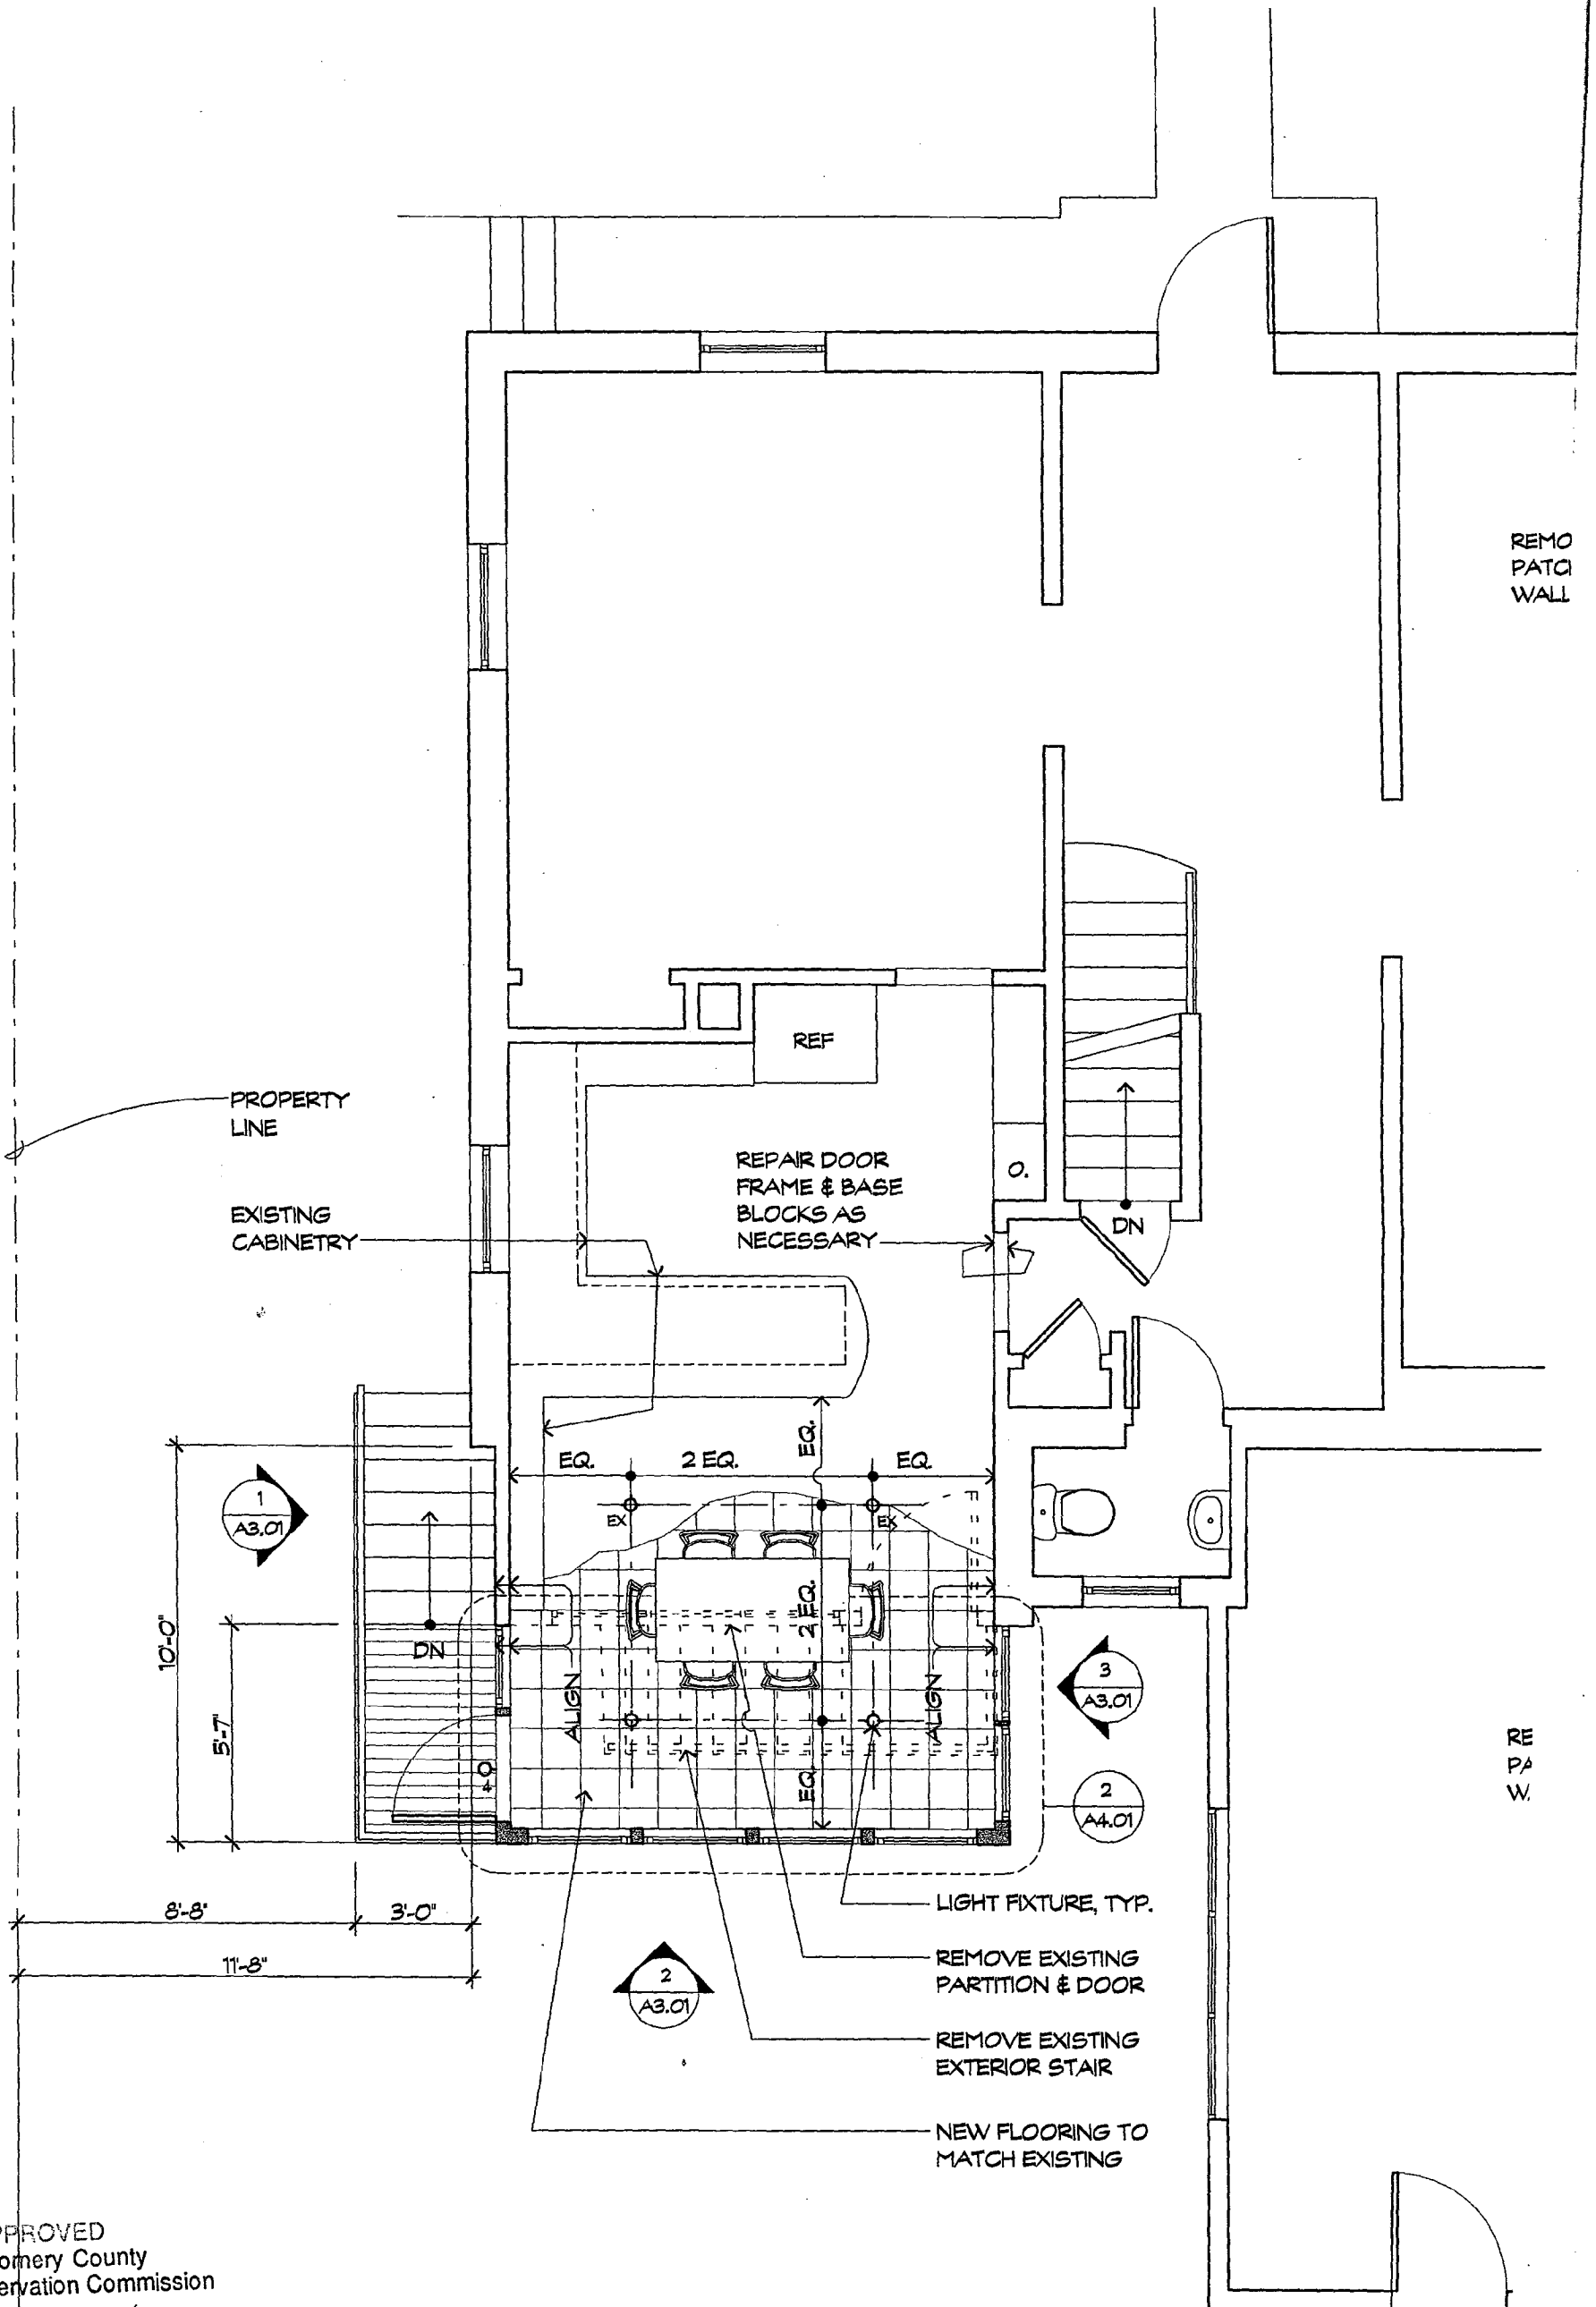 REMO
PATCH
WALL
REF
PROPERTY
LINE
REPAIR DOOR
FRAME & BASE
BLOCKS AS
NECESSARY
O.
EXISTING
CABINETRY
DN
EQ.
2 EQ.
EQ.
EQ.
1
A3.01
EX
EX
2 EQ.
10'-0"
DN
5'-7"
ALIGN
ALIGN
3
A3.01
4
EQ.
2
A4.01
RE
PA
W.
8'-8"
3'-0"
LIGHT FIXTURE, TYP.
11'-8"
2
A3.01
REMOVE EXISTING
PARTITION & DOOR
REMOVE EXISTING
EXTERIOR STAIR
NEW FLOORING TO
MATCH EXISTING
PPROVED
omery County
ervation Commission